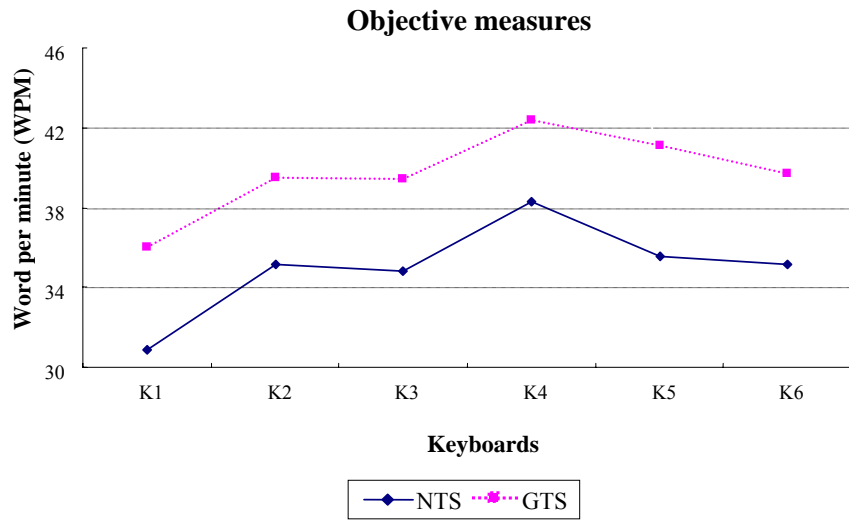 Objective measures
Word per minute (WPM)
46
42
38
34
30
K1 K2 K3 K4 K5 K6
Keyboards
NTS GTS